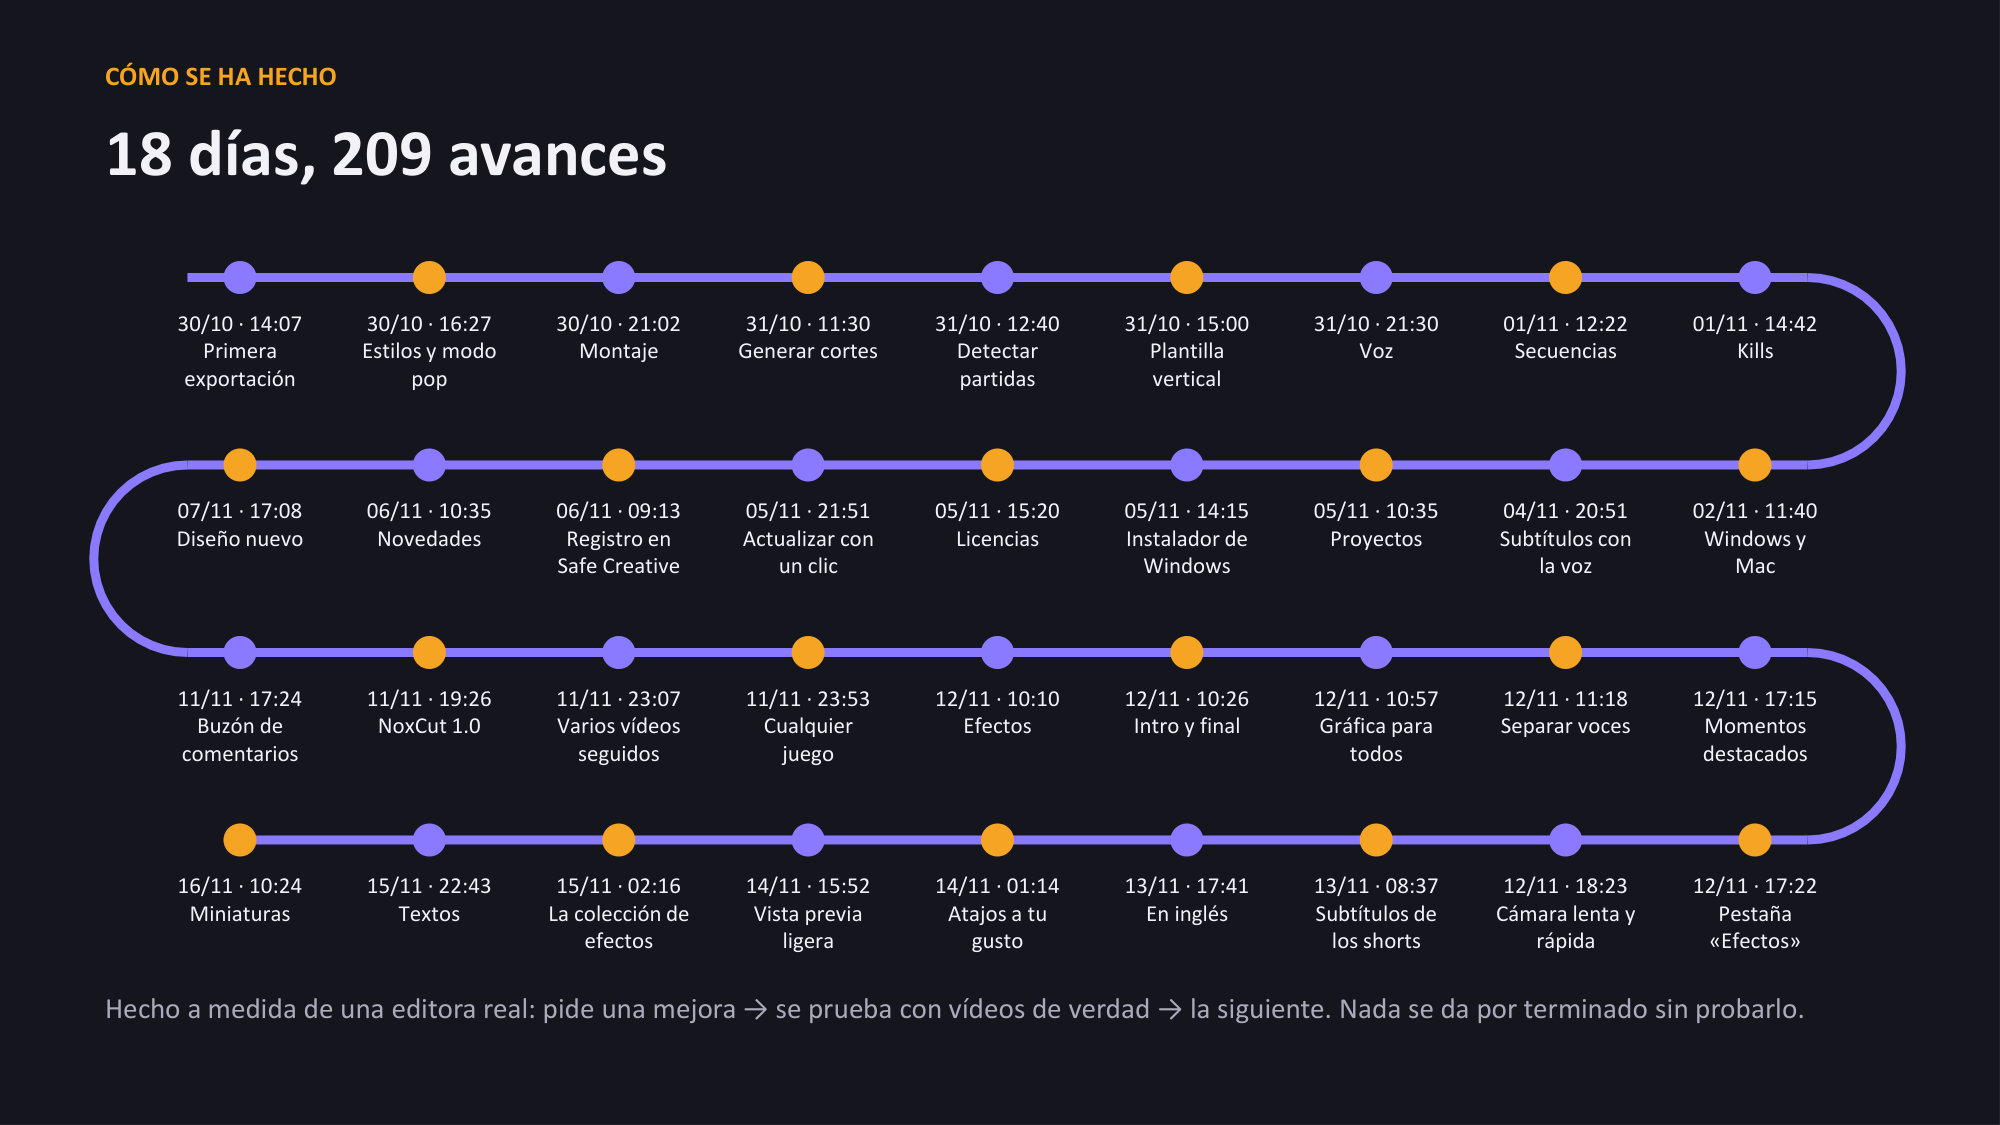 CÓMO SE HA HECHO
18 días, 209 avances
30/10 · 14:07
Primera
exportación
30/10 · 16:27
Estilos y modo
pop
30/10 · 21:02
Montaje
31/10 · 11:30
Generar cortes
31/10 · 12:40
Detectar
partidas
31/10 · 15:00
Plantilla
vertical
31/10 · 21:30
Voz
01/11 · 12:22
Secuencias
01/11 · 14:42
Kills
07/11 · 17:08
Diseño nuevo
06/11 · 10:35
Novedades
06/11 · 09:13
Registro en
Safe Creative
05/11 · 21:51
Actualizar con
un clic
05/11 · 15:20
Licencias
05/11 · 14:15
Instalador de
Windows
05/11 · 10:35
Proyectos
04/11 · 20:51
Subtítulos con
la voz
02/11 · 11:40
Windows y
Mac
11/11 · 17:24
Buzón de
comentarios
11/11 · 19:26
NoxCut 1.0
11/11 · 23:07
Varios vídeos
seguidos
11/11 · 23:53
Cualquier
juego
12/11 · 10:10
Efectos
12/11 · 10:26
Intro y final
12/11 · 10:57
Gráfica para
todos
12/11 · 11:18
Separar voces
12/11 · 17:15
Momentos
destacados
16/11 · 10:24
Miniaturas
15/11 · 22:43
Textos
15/11 · 02:16
La colección de
efectos
14/11 · 15:52
Vista previa
ligera
14/11 · 01:14
Atajos a tu
gusto
13/11 · 17:41
En inglés
13/11 · 08:37
Subtítulos de
los shorts
12/11 · 18:23
Cámara lenta y
rápida
12/11 · 17:22
Pestaña
«Efectos»
Hecho a medida de una editora real: pide una mejora → se prueba con vídeos de verdad → la siguiente. Nada se da por terminado sin probarlo.